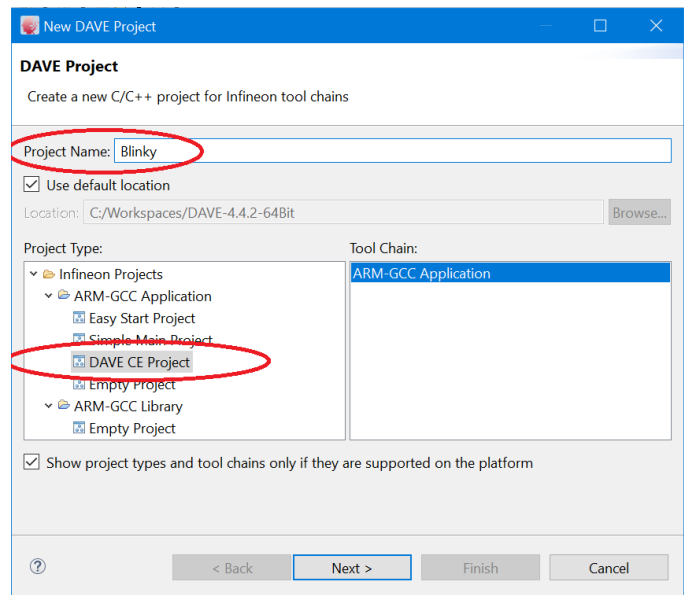 New DAVE Project
DAVE Project
Create a new C/C++ project for Infineon tool chains
Project Name: Blinky
Use default location
Location: C:/Workspaces/DAVE-4.4.2-64Bit Browse...
Project Type: Tool Chain:
Infineon Projects ARM-GCC Application
ARM-GCC Application
Easy Start Project
Simple Main Project
DAVE CE Project
Empty Project
ARM-GCC Library
Empty Project
Show project types and tool chains only if they are supported on the platform
? < Back Next > Finish Cancel